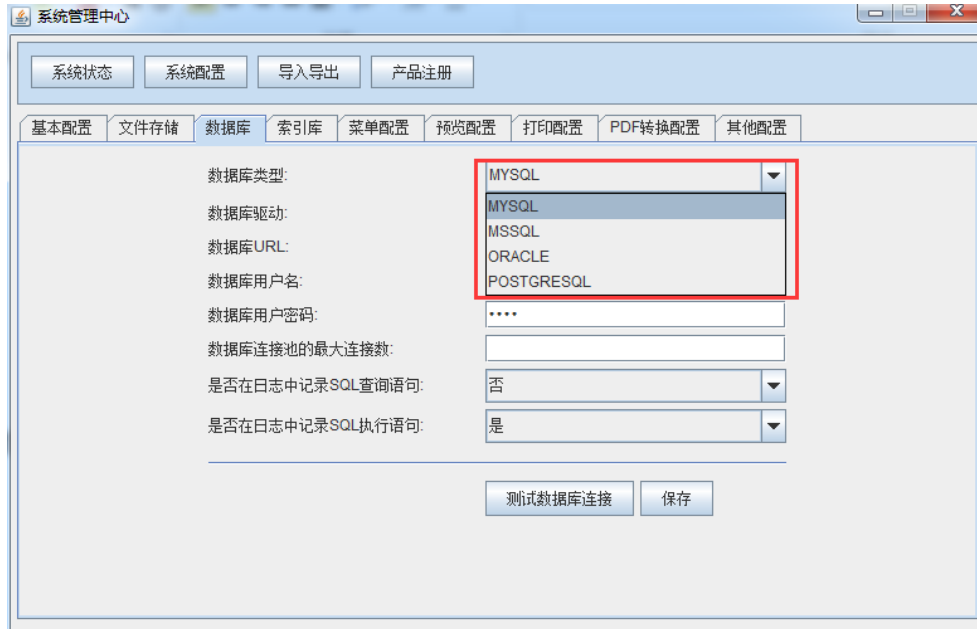 系统管理中心
系统状态 系统配置 导入导出 产品注册
基本配置 文件存储 数据库 索引库 菜单配置 预览配置 打印配置 PDF转换配置 其他配置
数据库类型: MYSQL
MYSQL
数据库驱动:
MSSQL
数据库URL:
ORACLE
数据库用户名: POSTGRESQL
数据库用户密码: ••••
数据库连接池的最大连接数:
是否在日志中记录SQL查询语句: 否
是否在日志中记录SQL执行语句: 是
测试数据库连接 保存